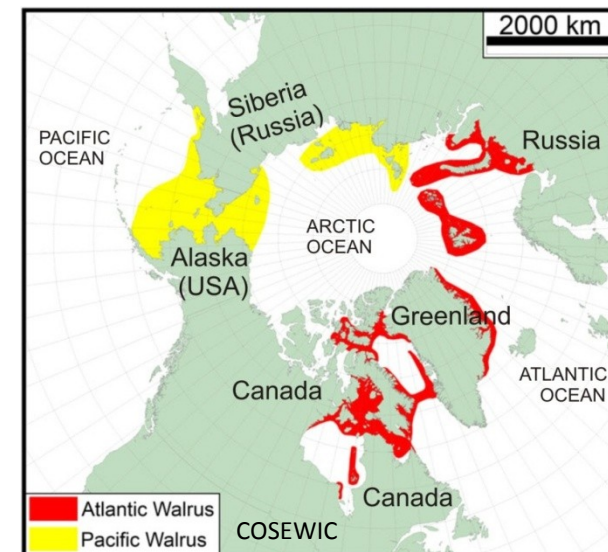 2000 km
Siberia
(Russia)
PACIFIC
OCEAN
Russia
ARCTIC
OCEAN
Alaska
(USA)
Greenland
Canada
ATLANTIC
OCEAN
Canada
Atlantic Walrus
Pacific Walrus
COSEWIC